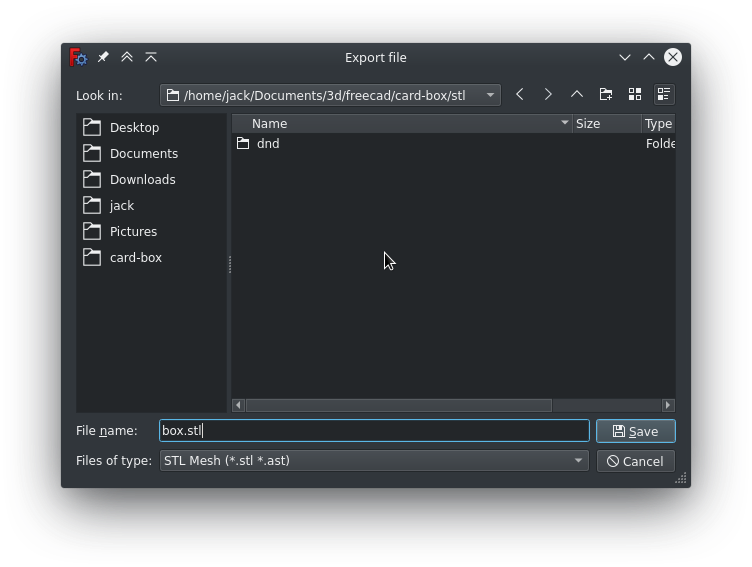 Export file
Look in: /home/jack/Documents/3d/freecad/card-box/stl
Desktop
Documents
Downloads
jack
Pictures
card-box
Name Size Type
dnd Folde
File name: box.stl Save
Files of type: STL Mesh (*.stl *.ast) Cancel